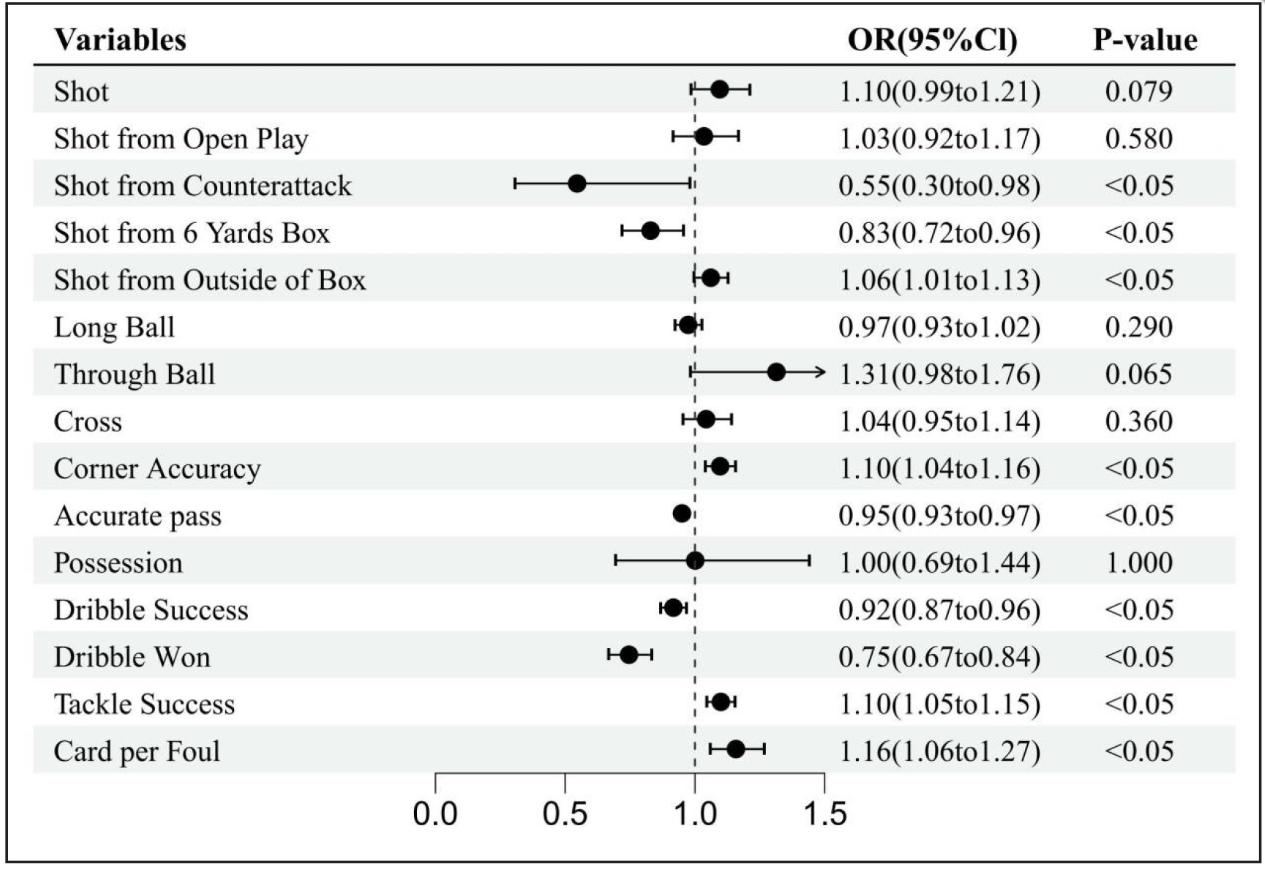 Variables OR(95%Cl) P-value
Shot 1.10(0.99to1.21) 0.079
Shot from Open Play 1.03(0.92to1.17) 0.580
Shot from Counterattack 0.55(0.30to0.98) <0.05
Shot from 6 Yards Box 0.83(0.72to0.96) <0.05
Shot from Outside of Box 1.06(1.01to1.13) <0.05
Long Ball 0.97(0.93to1.02) 0.290
Through Ball 1.31(0.98to1.76) 0.065
Cross 1.04(0.95to1.14) 0.360
Corner Accuracy 1.10(1.04to1.16) <0.05
Accurate pass 0.95(0.93to0.97) <0.05
Possession 1.00(0.69to1.44) 1.000
Dribble Success 0.92(0.87to0.96) <0.05
Dribble Won 0.75(0.67to0.84) <0.05
Tackle Success 1.10(1.05to1.15) <0.05
Card per Foul 1.16(1.06to1.27) <0.05
0.0 0.5 1.0 1.5